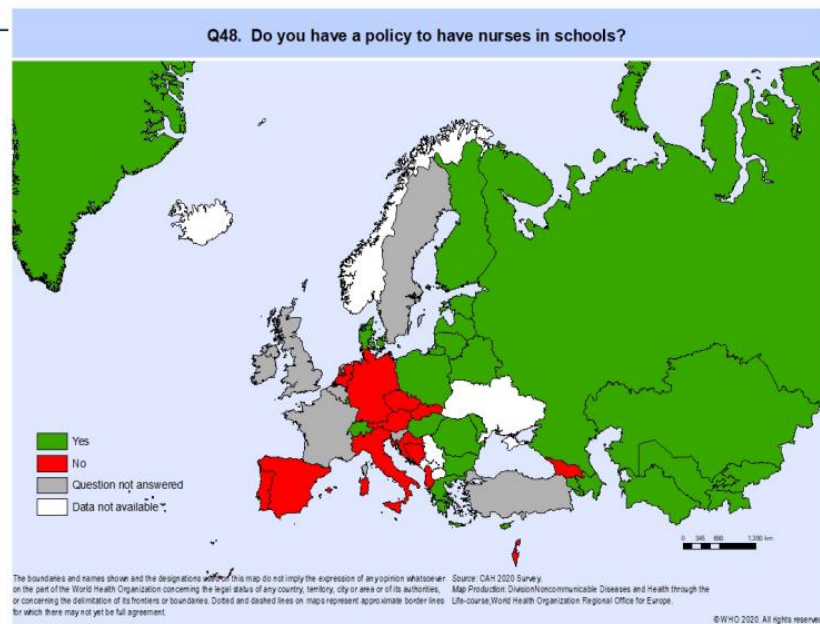 Q48. Do you have a policy to have nurses in schools?
Yes
No
Question not answered
Data not available
0 345 690 1,380 km
The boundaries and names shown and the designations used on this map do not imply the expression of any opinion whatsoever
on the part of the World Health Organization concerning the legal status of any country, territory, city or area or of its authorities,
or concerning the delimitation of its frontiers or boundaries. Dotted and dashed lines on maps represent approximate border lines
for which there may not yet be full agreement.
Source: CAH 2020 Survey.
Map Production: DivisionNoncommunicable Diseases and Health through the
Life-course,World Health Organization Regional Office for Europe.
©WHO 2020. All rights reserved